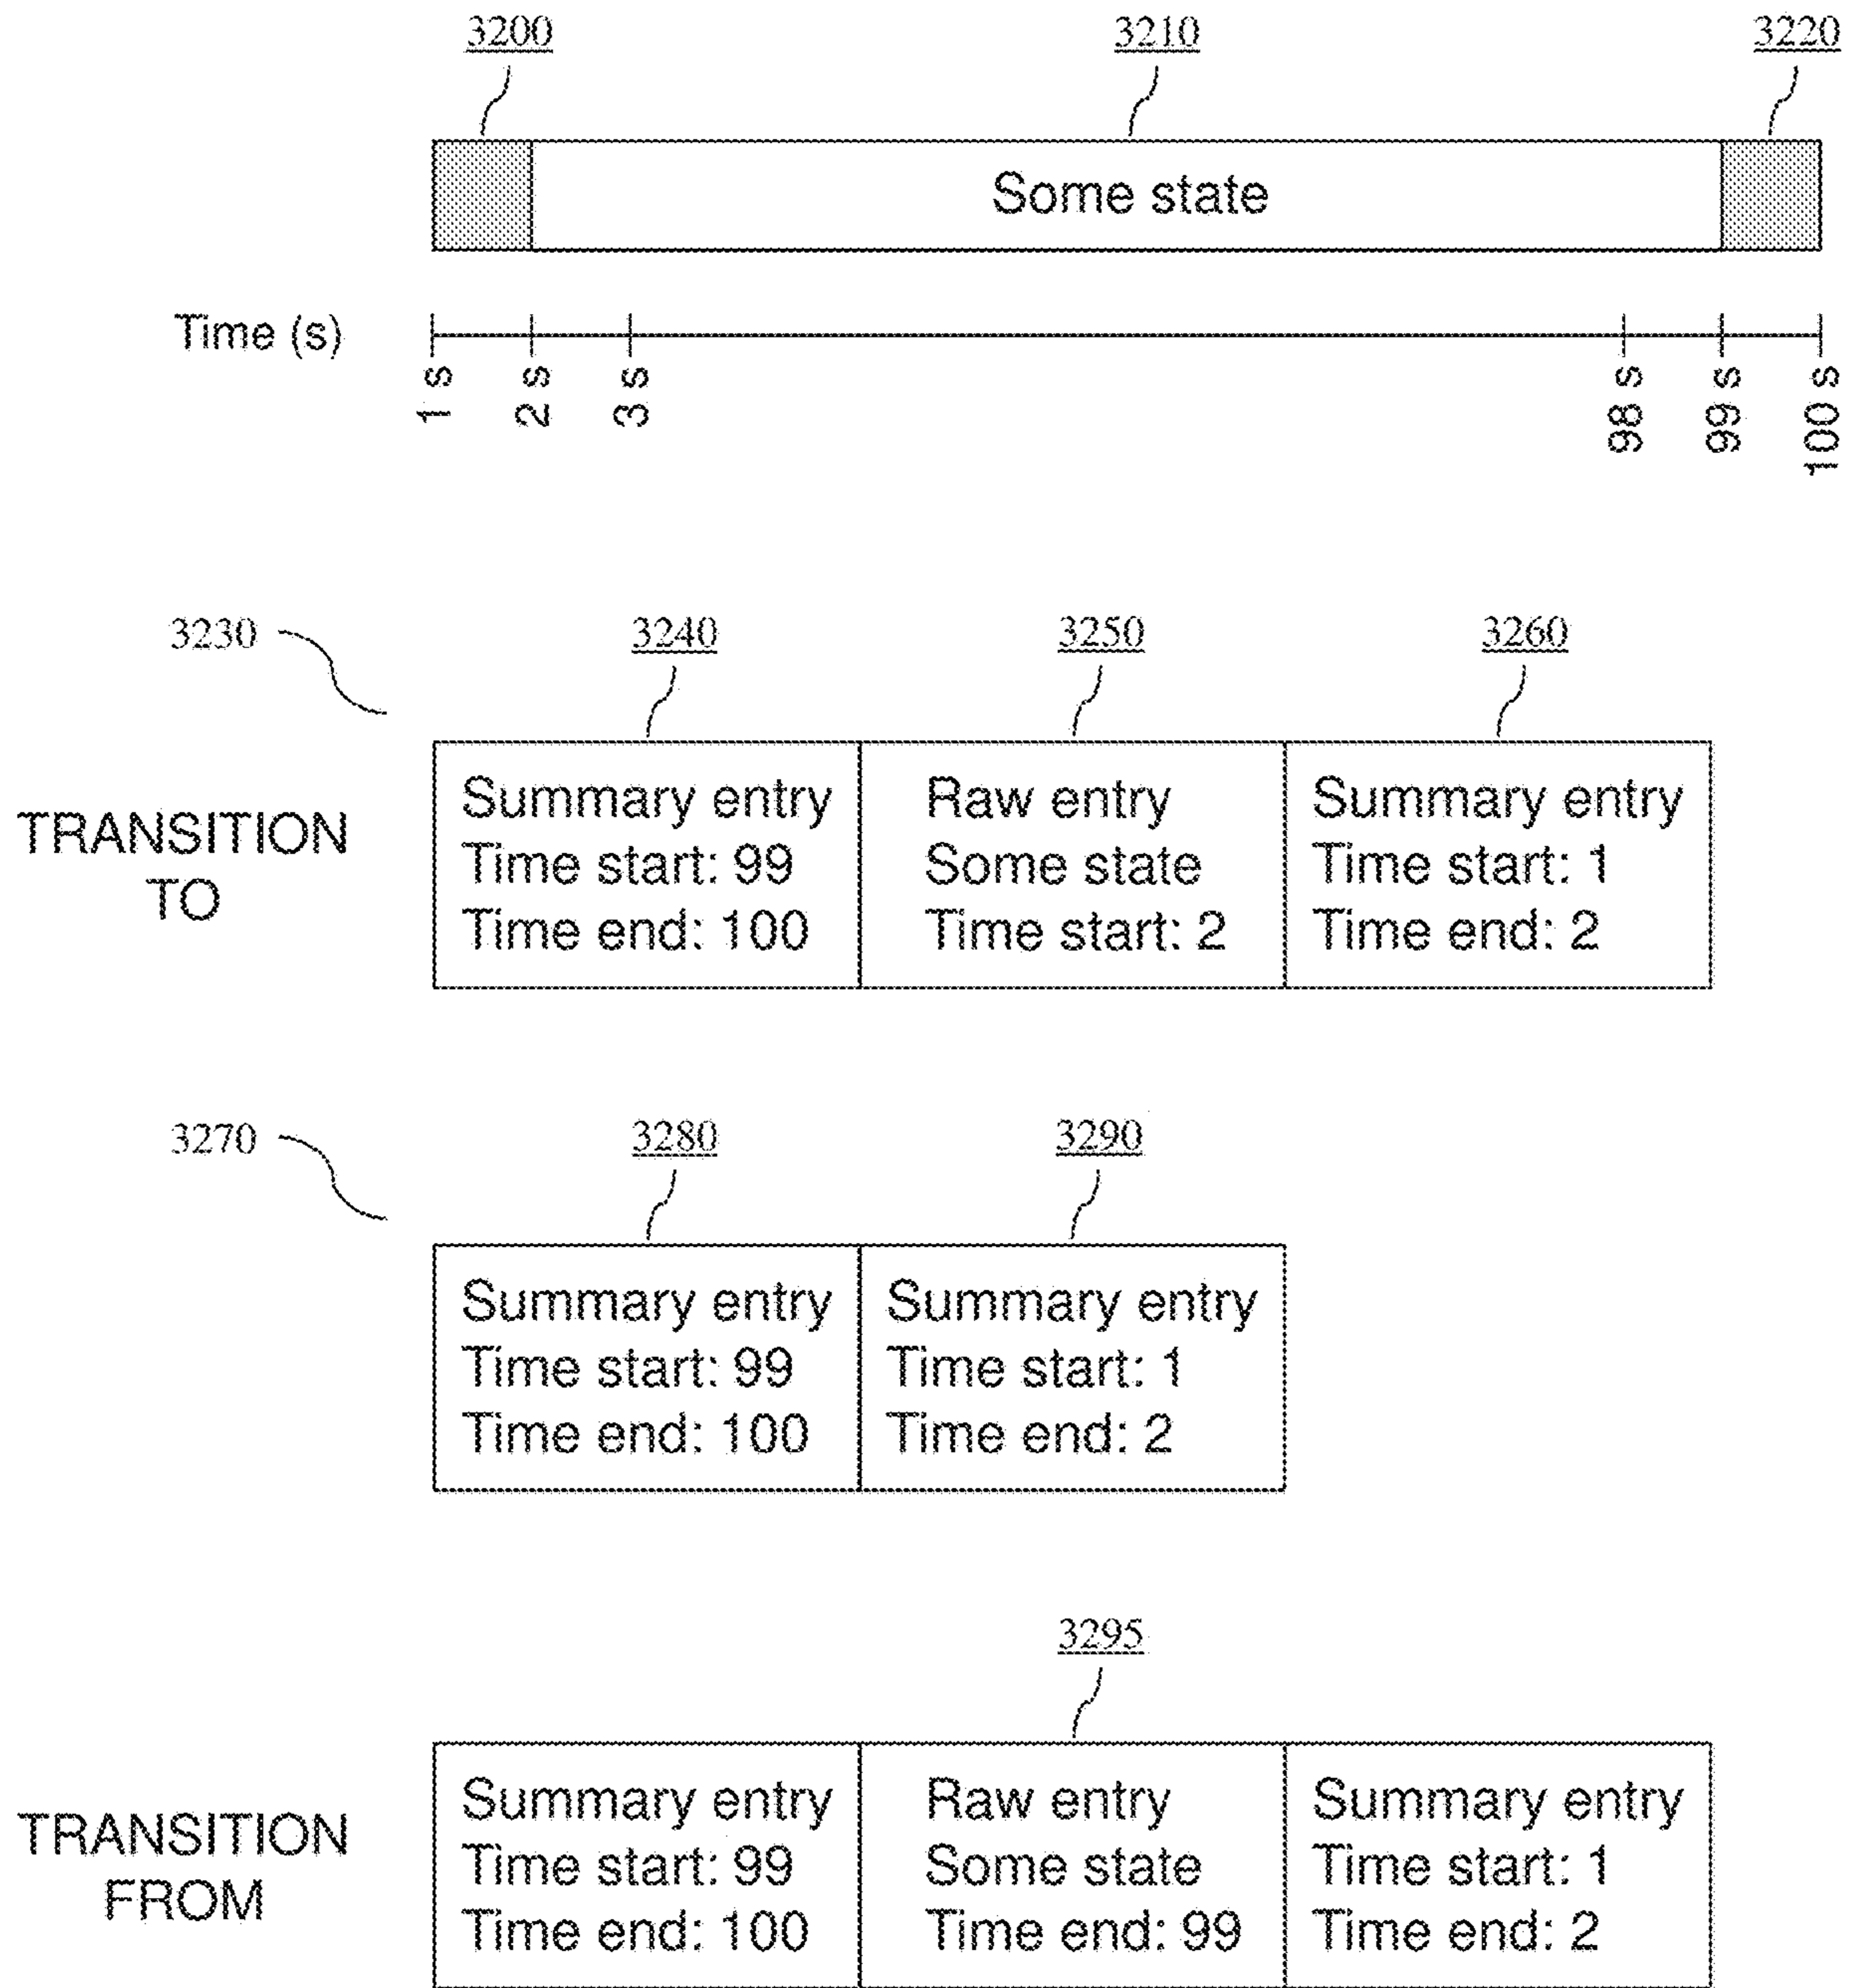 3200 3210 3220
Some state
Time (s)
1 s 2 s 3 s 98 s 99 s 100 s
3230 3240 3250 3260
TRANSITION
TO
Summary entry
Time start: 99
Time end: 100
Raw entry
Some state
Time start: 2
Summary entry
Time start: 1
Time end: 2
3270 3280 3290
Summary entry
Time start: 99
Time end: 100
Summary entry
Time start: 1
Time end: 2
3295
TRANSITION
FROM
Summary entry
Time start: 99
Time end: 100
Raw entry
Some state
Time end: 99
Summary entry
Time start: 1
Time end: 2